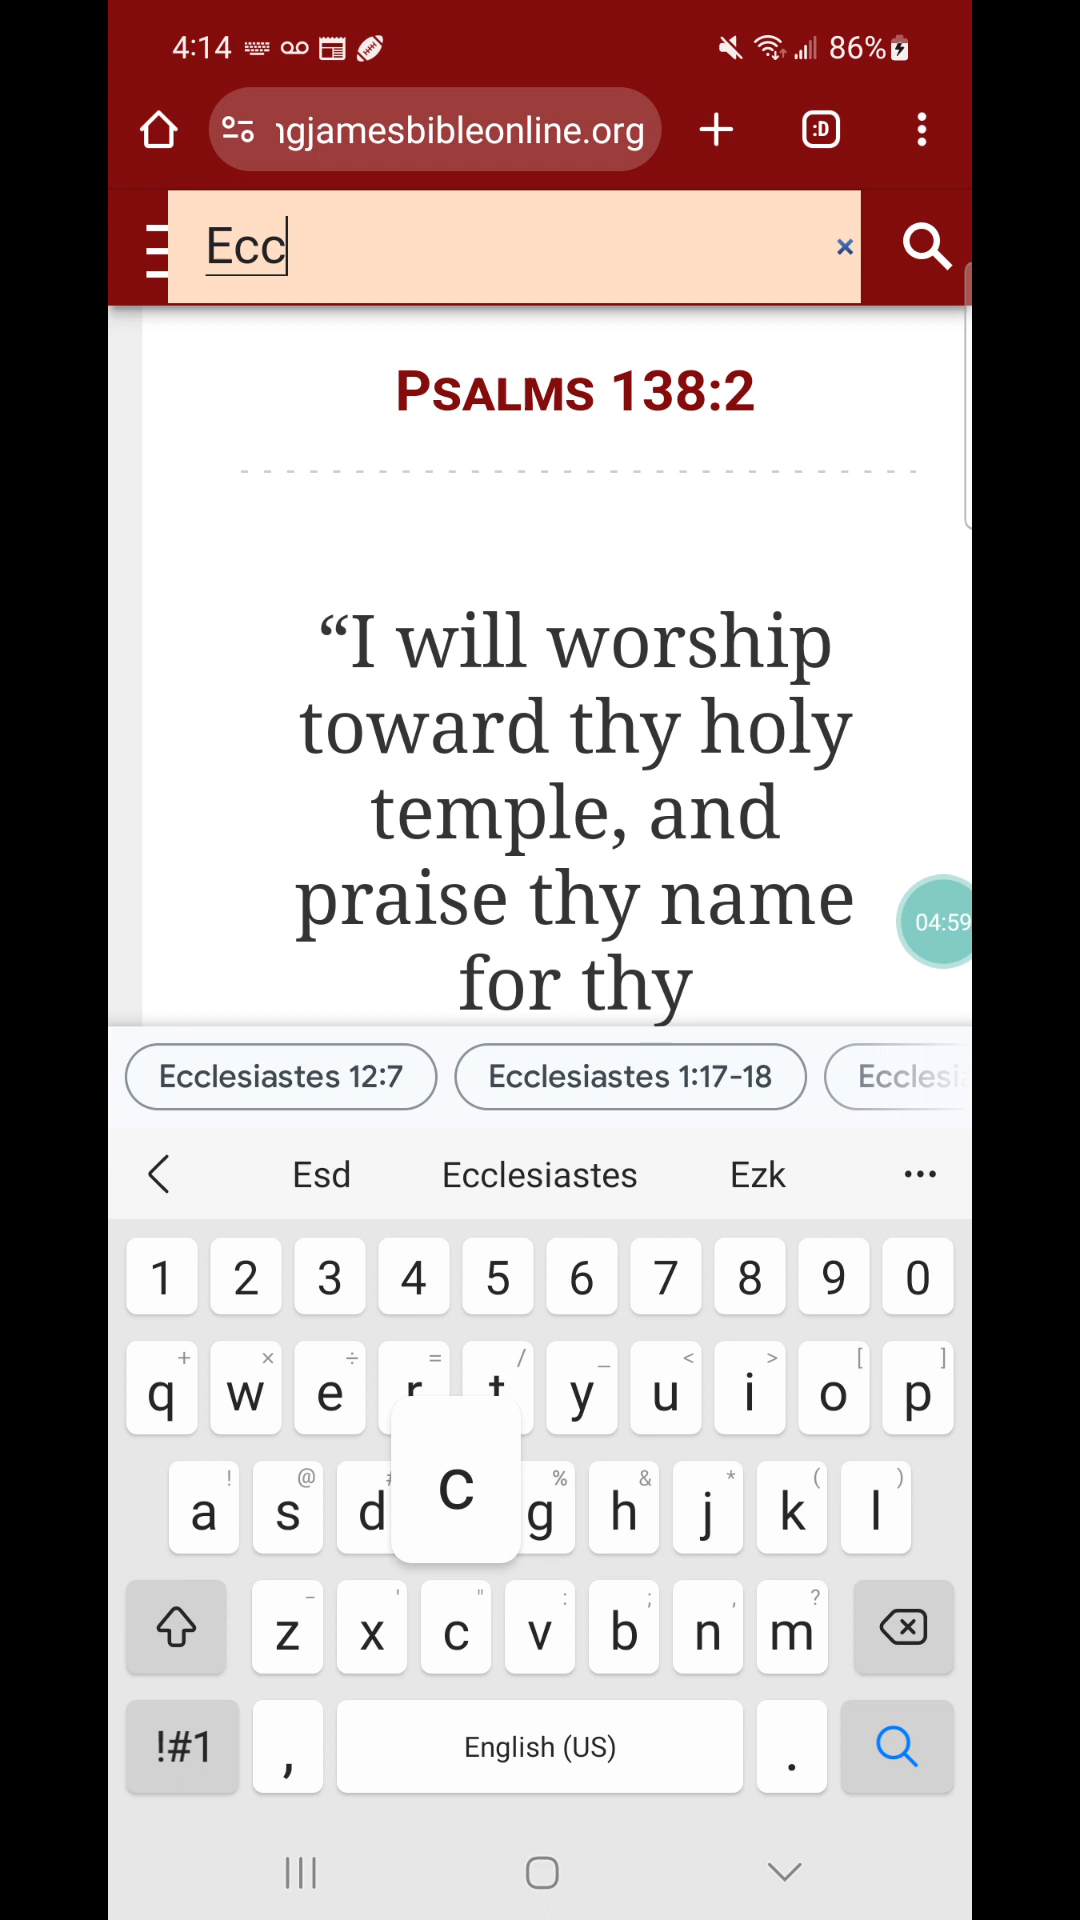 4:14 86%
ngjamesbibleonline.org + :D
Ecc ×
PSALMS 138:2
“I will worship
toward thy holy
temple, and
praise thy name
for thy
04:59
Ecclesiastes 12:7 Ecclesiastes 1:17-18 Ecclesia
Esd Ecclesiastes Ezk ...
1 2 3 4 5 6 7 8 9 0
+ × ÷ = / _ < > [ ]
q w e r t y u i o p
! @ # % & * ( )
a s d c g h j k l
- ' " : ; , ?
z x c v b n m
!#1 , English (US) .